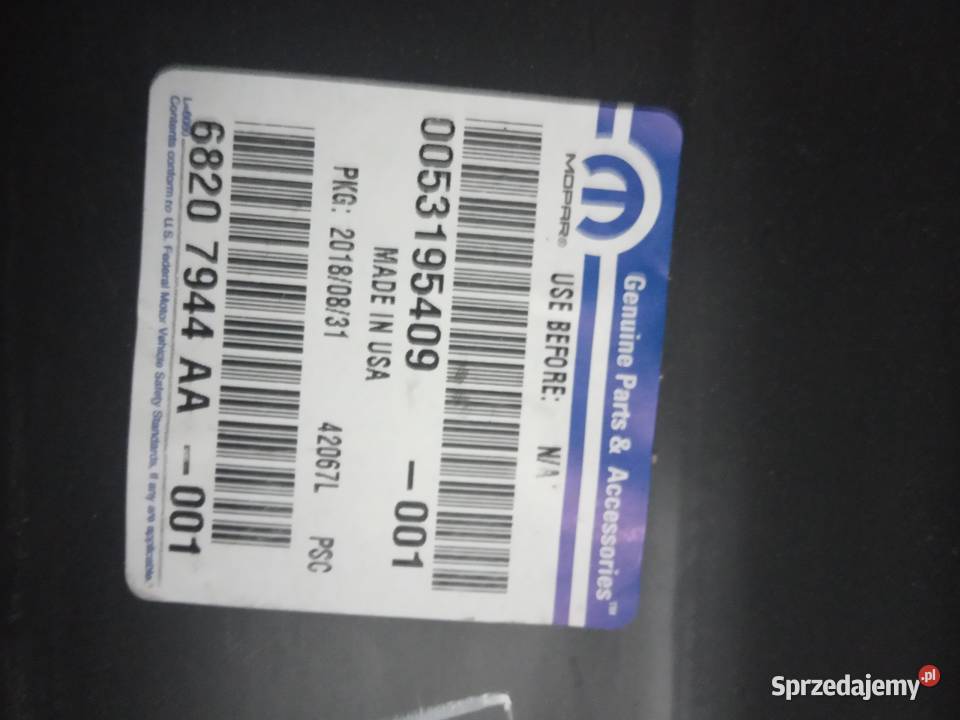 Genuine Parts & Accessories™
MOPAR®
USE BEFORE: N/A
0053195409 -001
MADE IN USA
PKG: 2018/08/31 42067L PSC
6820 7944 AA -001
Contents conform to U.S. Federal Motor Vehicle Safety Standards, if any are applicable.
Sprzedajemy.pl